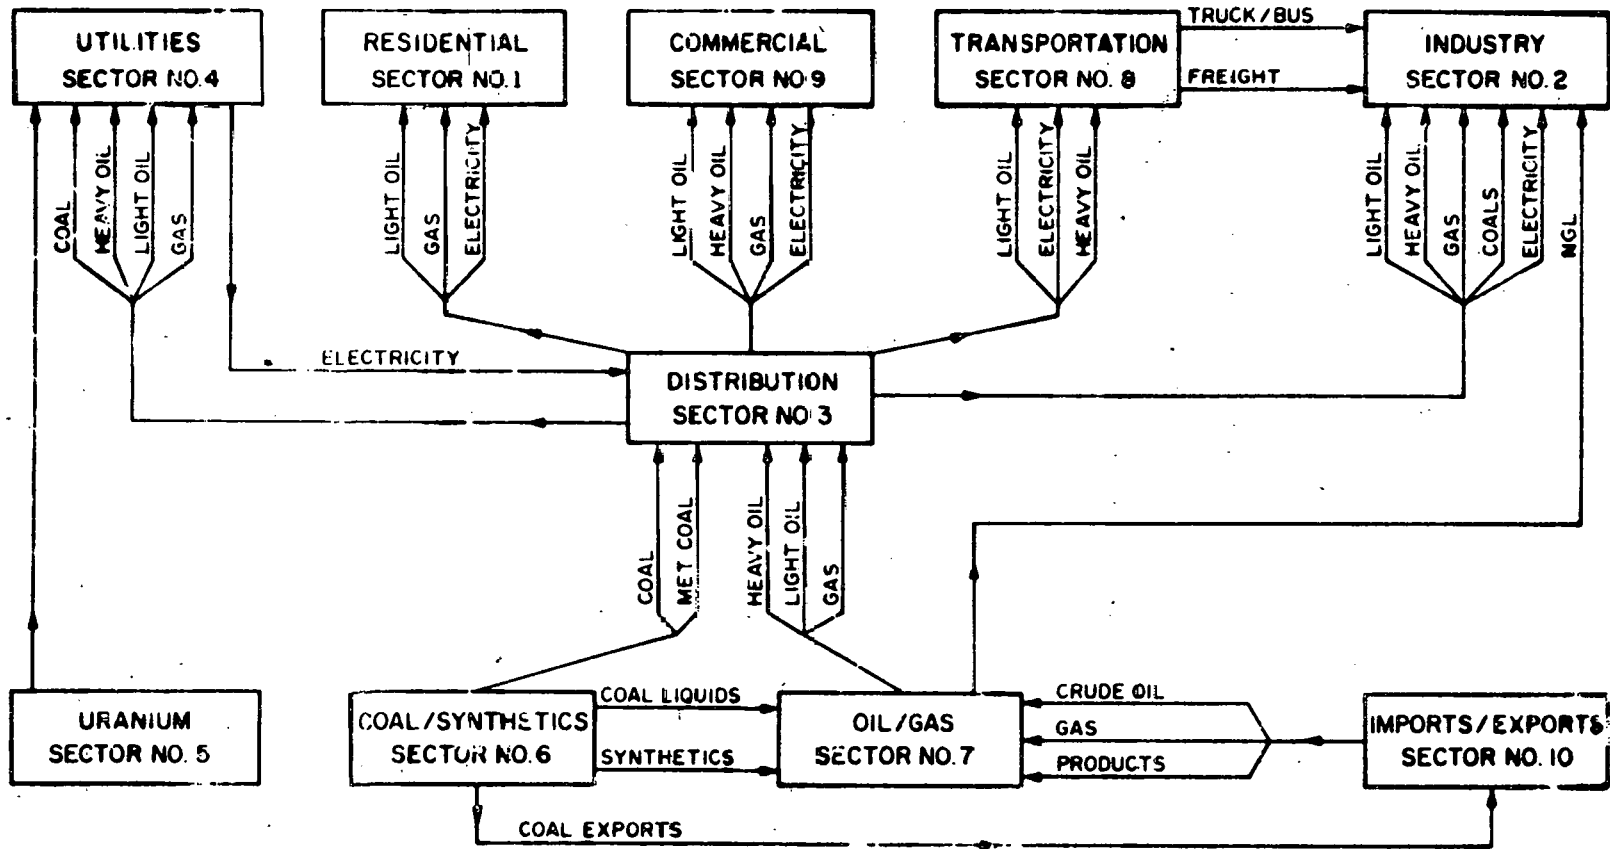 UTILITIES
SECTOR NO. 4
RESIDENTIAL
SECTOR NO. 1
COMMERCIAL
SECTOR NO 9
TRANSPORTATION
SECTOR NO. 8
TRUCK/BUS
FREIGHT
INDUSTRY
SECTOR NO. 2
COAL
HEAVY OIL
LIGHT OIL
GAS
LIGHT OIL
GAS
ELECTRICITY
LIGHT OIL
HEAVY OIL
GAS
ELECTRICITY
LIGHT OIL
ELECTRICITY
HEAVY OIL
LIGHT OIL
HEAVY OIL
GAS
COALS
ELECTRICITY
NGL
ELECTRICITY
DISTRIBUTION
SECTOR NO 3
COAL
MET COAL
HEAVY OIL
LIGHT OIL
GAS
URANIUM
SECTOR NO. 5
COAL/SYNTHETICS
SECTOR NO. 6
COAL LIQUIDS
SYNTHETICS
OIL/GAS
SECTOR NO. 7
CRUDE OIL
GAS
PRODUCTS
IMPORTS/EXPORTS
SECTOR NO. 10
COAL EXPORTS